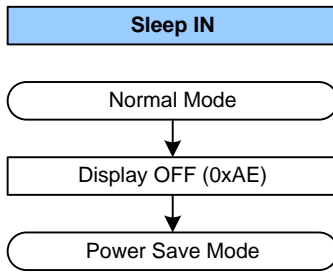 Sleep IN
Normal Mode
Display OFF (0xAE)
Power Save Mode